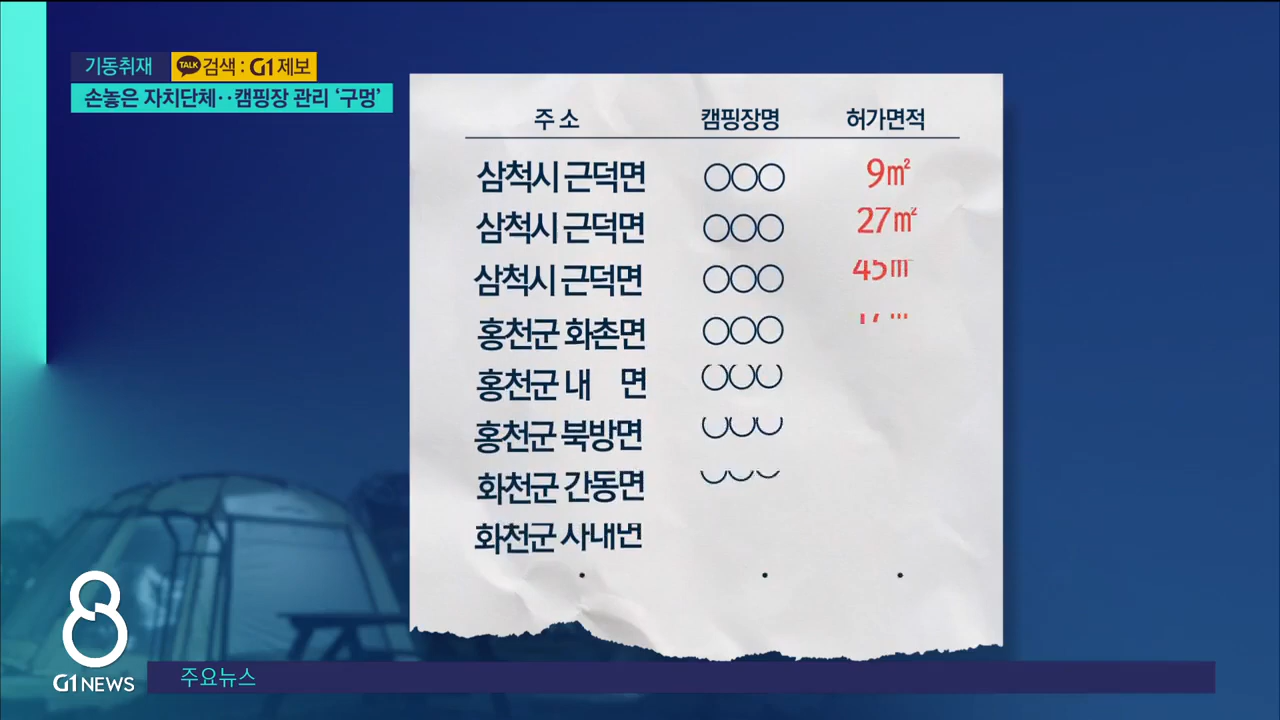 기동취재 TALK 검색 : G1 제보
손놓은 자치단체‥캠핑장 관리 '구멍'
주 소 캠핑장명 허가면적
삼척시 근덕면 ○○○ 9㎡
삼척시 근덕면 ○○○ 27㎡
삼척시 근덕면 ○○○ 45㎡
홍천군 화촌면 ○○○
홍천군 내 면 ○○○
홍천군 북방면 ○○○
화천군 간동면
화천군 사내면
8
G1 NEWS 주요뉴스